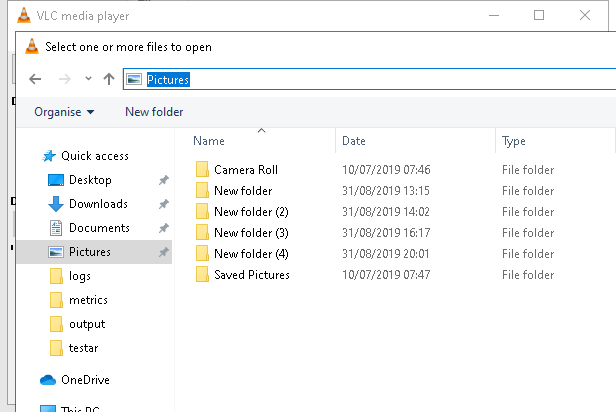 VLC media player
Select one or more files to open
Pictures
Organise New folder
Name Date Type
Quick access
Desktop
Downloads
Documents
Pictures
logs
metrics
output
testar
OneDrive
This PC
Camera Roll 10/07/2019 07:46 File folder
New folder 31/08/2019 13:15 File folder
New folder (2) 31/08/2019 14:02 File folder
New folder (3) 31/08/2019 16:17 File folder
New folder (4) 31/08/2019 20:01 File folder
Saved Pictures 10/07/2019 07:47 File folder